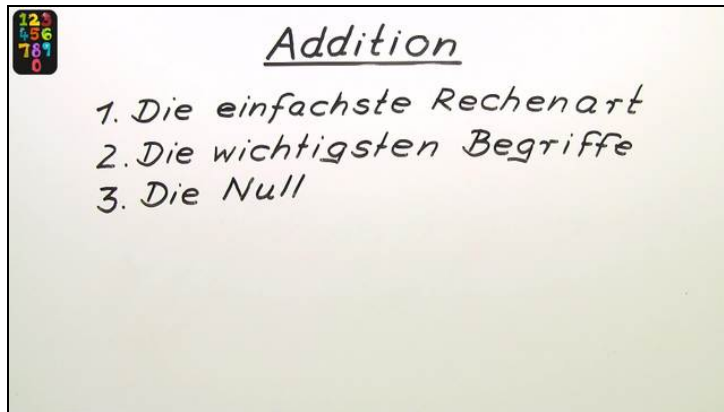 123
456
789
0
Addition
1. Die einfachste Rechenart
2. Die wichtigsten Begriffe
3. Die Null